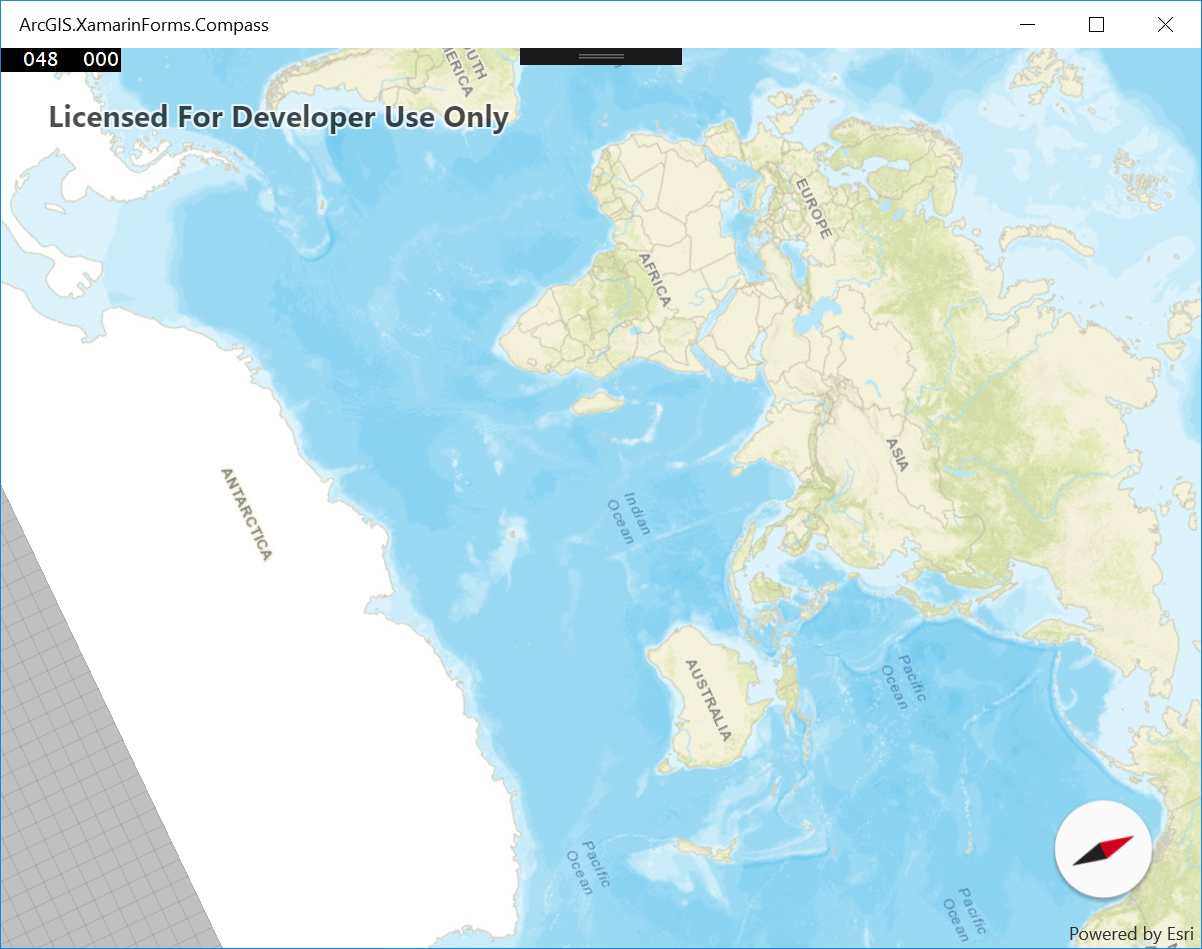 ArcGIS.XamarinForms.Compass
048 000
SOUTH
AMERICA
Licensed For Developer Use Only
EUROPE
AFRICA
ASIA
ANTARCTICA
Indian
Ocean
AUSTRALIA
Pacific
Ocean
Pacific
Ocean
Pacific
Ocean
Powered by Esri